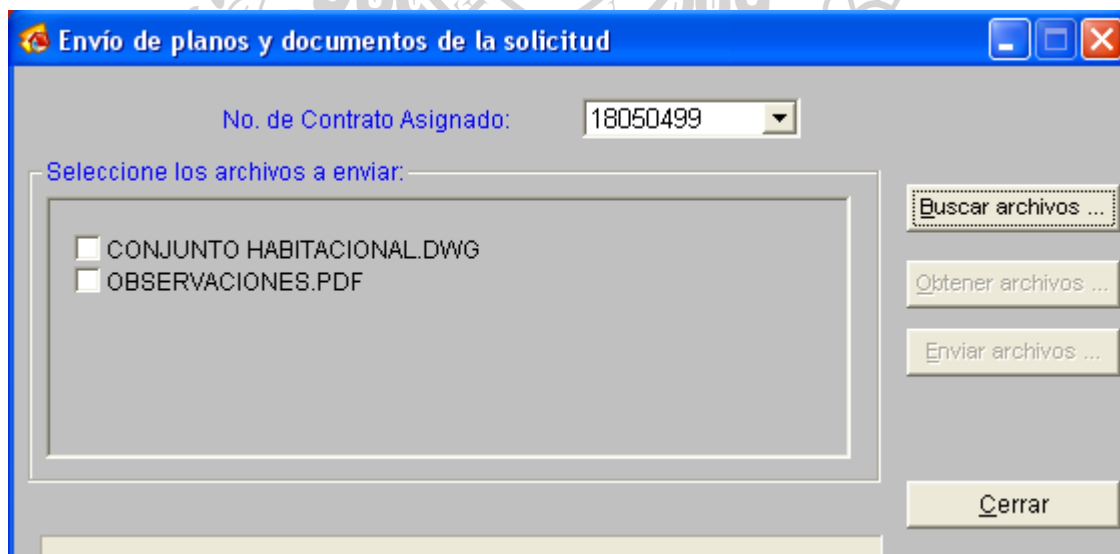 Envío de planos y documentos de la solicitud
No. de Contrato Asignado: 18050499
Seleccione los archivos a enviar:
Buscar archivos ...
CONJUNTO HABITACIONAL.DWG
OBSERVACIONES.PDF
Obtener archivos ...
Enviar archivos ...
Cerrar